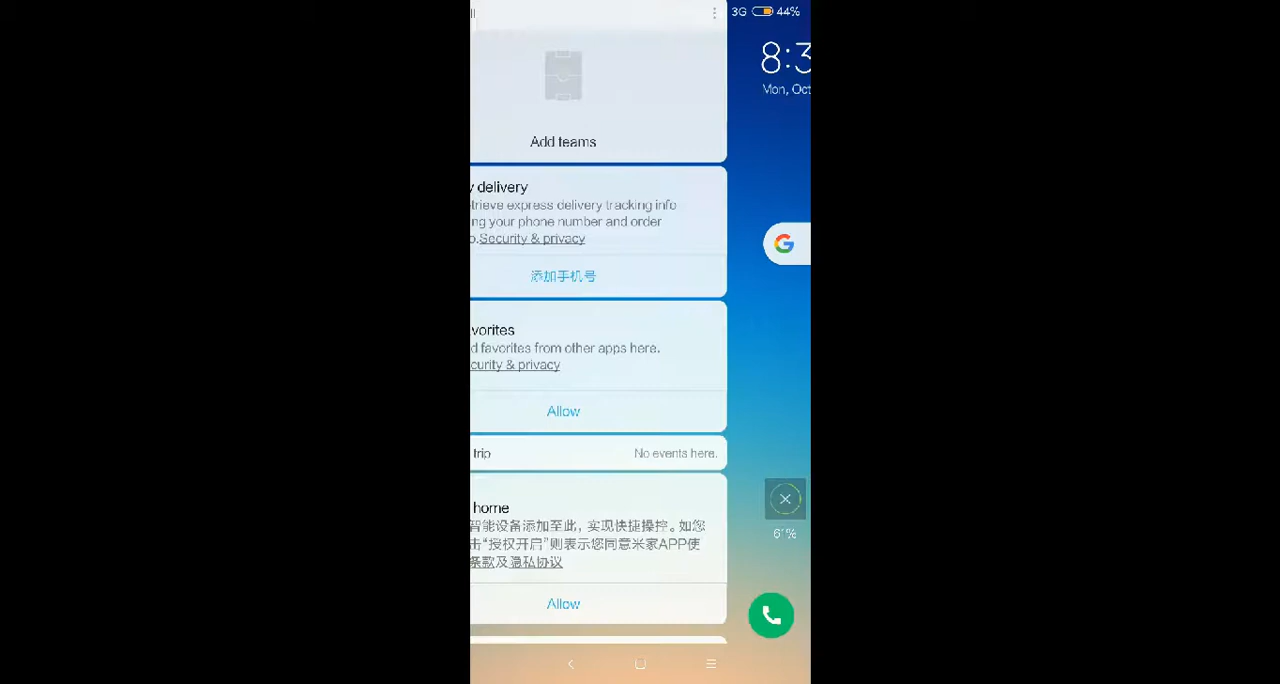 3G 44%
8:3
Mon, Oct
Add teams
y delivery
trieve express delivery tracking info
ng your phone number and order
o.Security & privacy
添加手机号
vorites
d favorites from other apps here.
curity & privacy
Allow
trip No events here.
home
智能设备添加至此，实现快捷操控。如您
击“授权开启”则表示您同意米家APP使
条款及隐私协议
61%
Allow